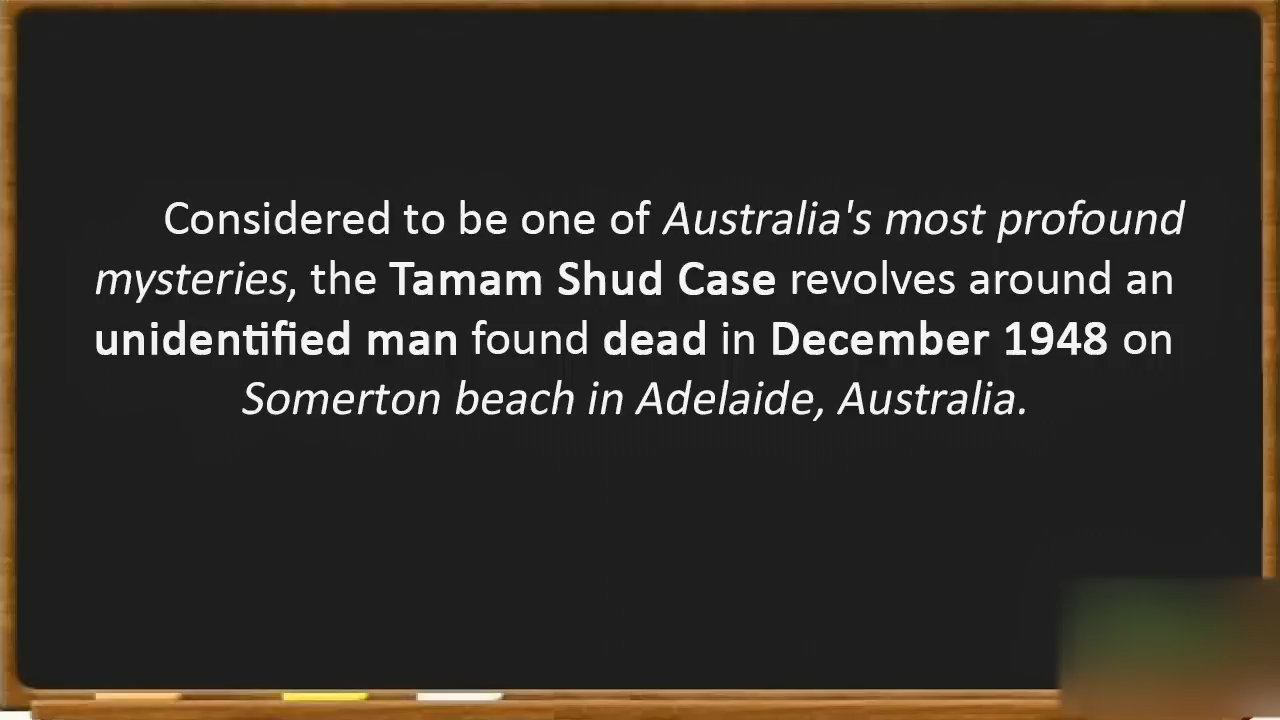 Considered to be one of Australia's most profound
mysteries, the Tamam Shud Case revolves around an
unidentified man found dead in December 1948 on
Somerton beach in Adelaide, Australia.